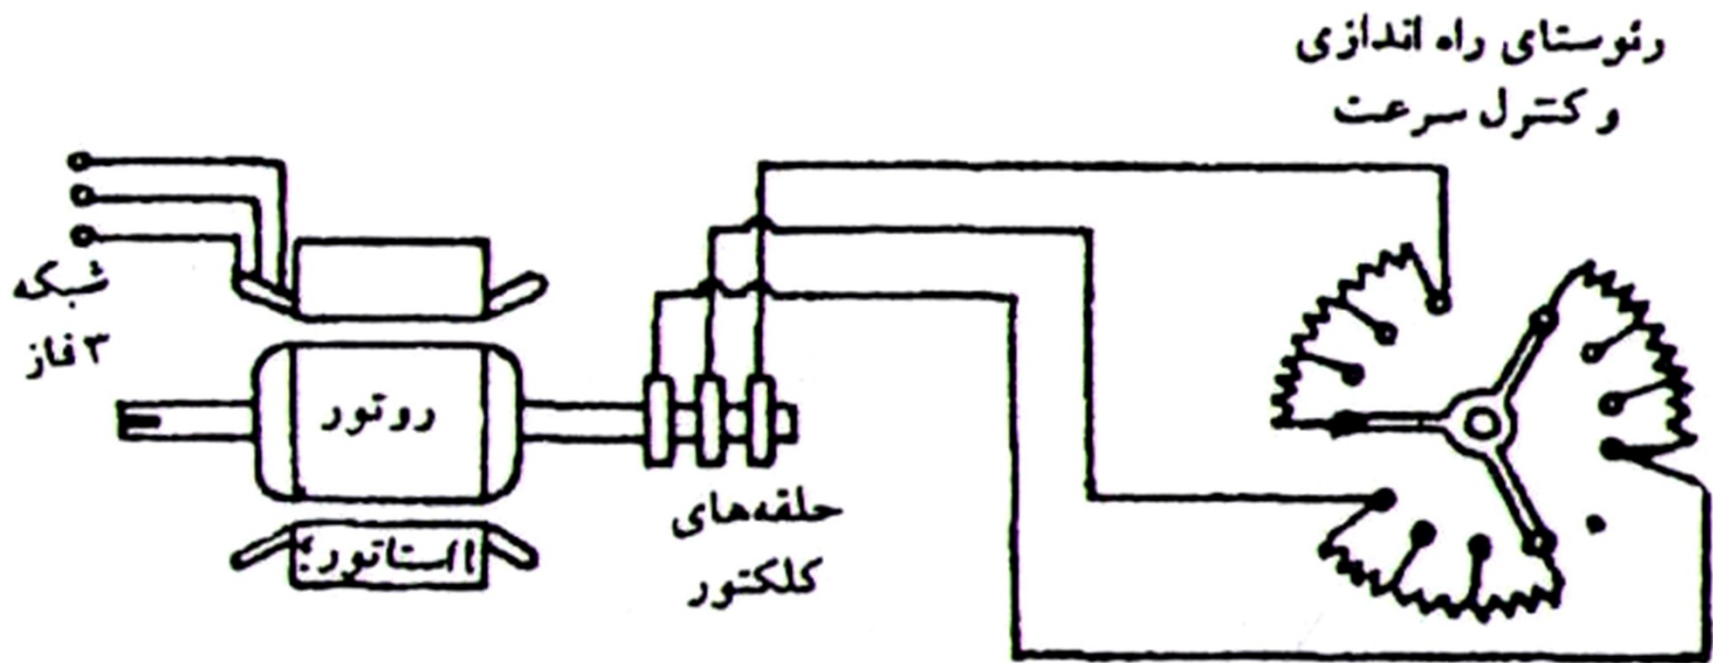 رئوستای راه اندازی
و کنترل سرعت
شبکه
۳ فاز
روتور
استاتور
حلقه‌های
کلکتور